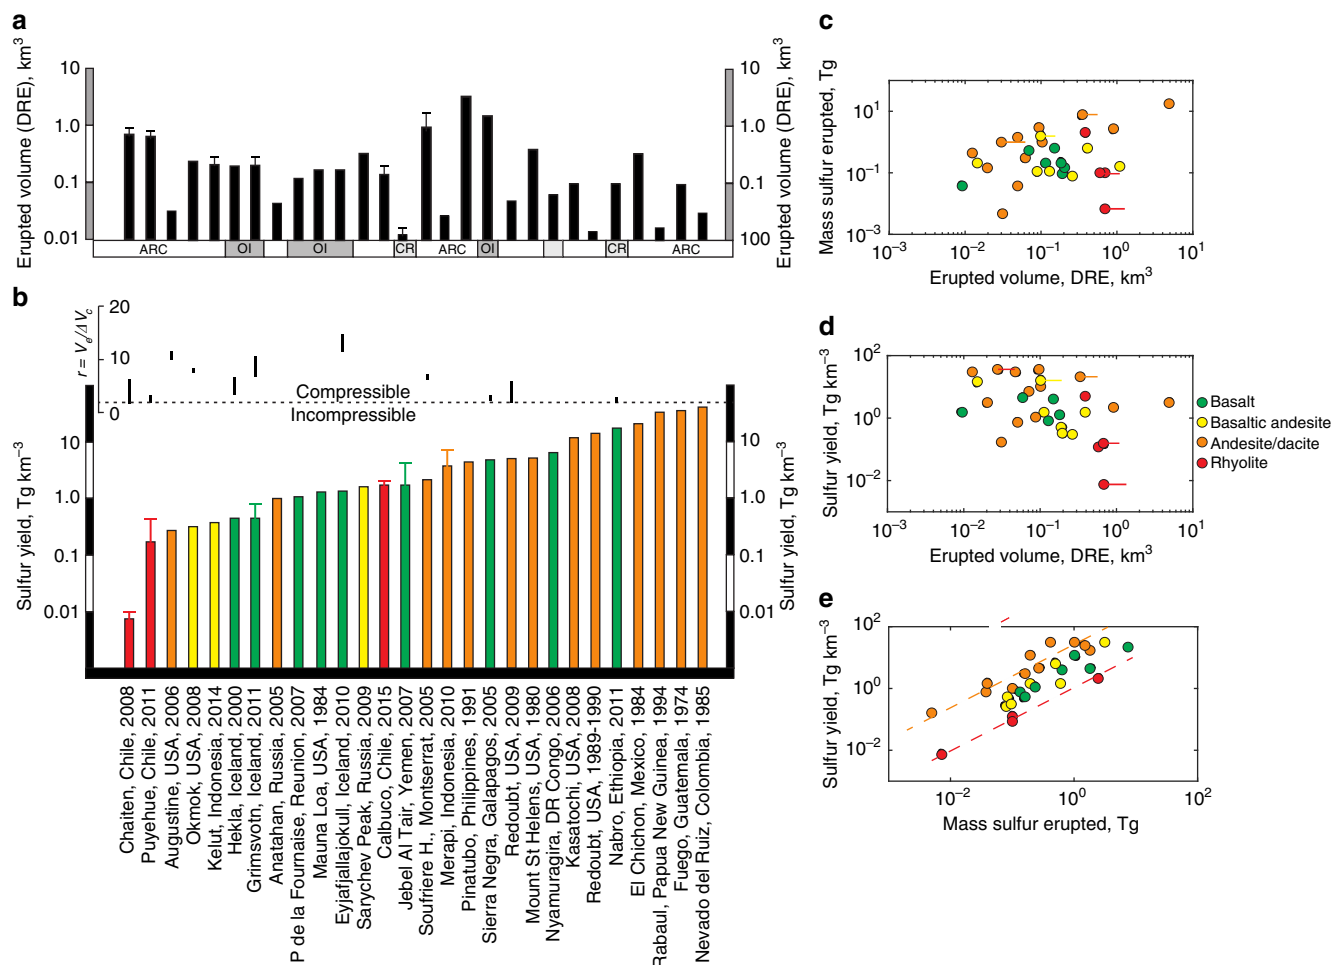 a
Erupted volume (DRE), km³
10
1.0
0.1
0.01
10
1.0
0.1
100
Erupted volume (DRE), km³
ARC
OI
OI
CR
ARC
OI
CR
ARC
b
r = Vₑ/ΔV꜀
20
10
0
Compressible
Incompressible
Sulfur yield, Tg km⁻³
10
1.0
0.1
0.01
10
1.0
0.1
0.01
Sulfur yield, Tg km⁻³
Chaiten, Chile, 2008
Puyehue, Chile, 2011
Augustine, USA, 2006
Okmok, USA, 2008
Kelut, Indonesia, 2014
Hekla, Iceland, 2000
Grimsvotn, Iceland, 2011
Anatahan, Russia, 2005
P de la Fournaise, Reunion, 2007
Mauna Loa, USA, 1984
Eyjafjallajokull, Iceland, 2010
Sarychev Peak, Russia, 2009
Calbuco, Chile, 2015
Jebel Al Tair, Yemen, 2007
Soufriere H., Montserrat, 2005
Merapi, Indonesia, 2010
Pinatubo, Philippines, 1991
Sierra Negra, Galapagos, 2005
Redoubt, USA, 2009
Mount St Helens, USA, 1980
Nyamuragira, DR Congo, 2006
Kasatochi, USA, 2008
Redoubt, USA, 1989-1990
Nabro, Ethiopia, 2011
El Chichon, Mexico, 1984
Rabaul, Papua New Guinea, 1994
Fuego, Guatemala, 1974
Nevado del Ruiz, Colombia, 1985
c
Mass sulfur erupted, Tg
10¹
10⁻¹
10⁻³
10⁻³
10⁻²
10⁻¹
10⁰
10¹
Erupted volume, DRE, km³
d
Sulfur yield, Tg km⁻³
10²
10⁰
10⁻²
10⁻³
10⁻²
10⁻¹
10⁰
10¹
Erupted volume, DRE, km³
Basalt
Basaltic andesite
Andesite/dacite
Rhyolite
e
Sulfur yield, Tg km⁻³
10²
10⁰
10⁻²
10⁻²
10⁰
10²
Mass sulfur erupted, Tg